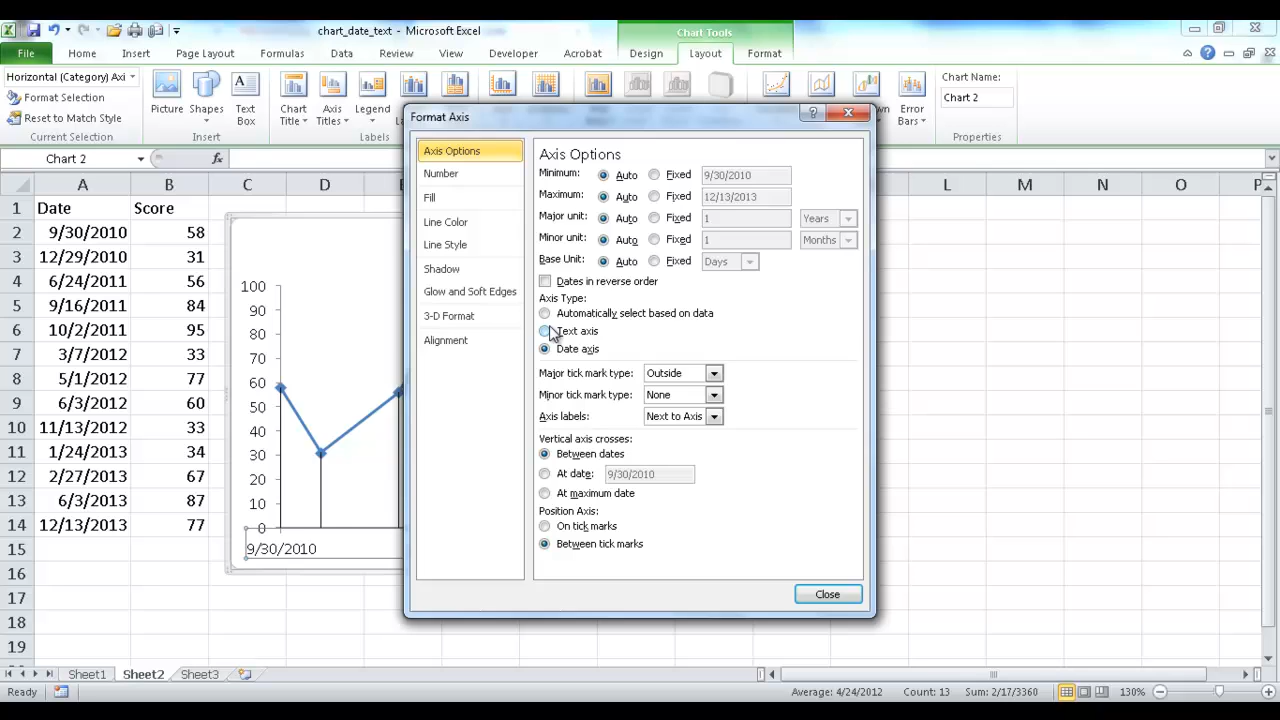 chart_date_text - Microsoft Excel
Chart Tools
File Home Insert Page Layout Formulas Data Review View Developer Acrobat Design Layout Format
Horizontal (Category) Axi
Format Selection
Reset to Match Style
Current Selection
Picture Shapes Text Box
Insert
Chart Title Axis Titles Legend
Labels
Error Bars
Chart Name:
Chart 2
Properties
Chart 2
fx
A B C D L M N O P
1 Date Score
2 9/30/2010 58
3 12/29/2010 31
4 6/24/2011 56
5 9/16/2011 84
6 10/2/2011 95
7 3/7/2012 33
8 5/1/2012 77
9 6/3/2012 60
10 11/13/2012 33
11 1/24/2013 34
12 2/27/2013 67
13 6/3/2013 87
14 12/13/2013 77
15
16
17
18
19
100
90
80
70
60
50
40
30
20
10
0
9/30/2010
Format Axis
Axis Options
Number
Fill
Line Color
Line Style
Shadow
Glow and Soft Edges
3-D Format
Alignment
Axis Options
Minimum: Auto Fixed 9/30/2010
Maximum: Auto Fixed 12/13/2013
Major unit: Auto Fixed 1 Years
Minor unit: Auto Fixed 1 Months
Base Unit: Auto Fixed Days
Dates in reverse order
Axis Type:
Automatically select based on data
Text axis
Date axis
Major tick mark type: Outside
Minor tick mark type: None
Axis labels: Next to Axis
Vertical axis crosses:
Between dates
At date: 9/30/2010
At maximum date
Position Axis:
On tick marks
Between tick marks
Close
Sheet1 Sheet2 Sheet3
Ready Average: 4/24/2012 Count: 13 Sum: 2/17/3360 130%